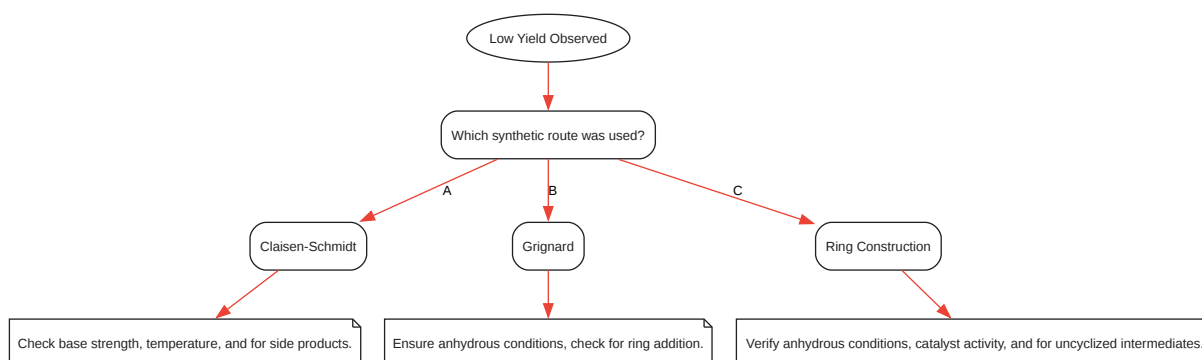 Low Yield Observed
Which synthetic route was used?
A
B
C
Claisen-Schmidt
Grignard
Ring Construction
Check base strength, temperature, and for side products.
Ensure anhydrous conditions, check for ring addition.
Verify anhydrous conditions, catalyst activity, and for uncyclized intermediates.